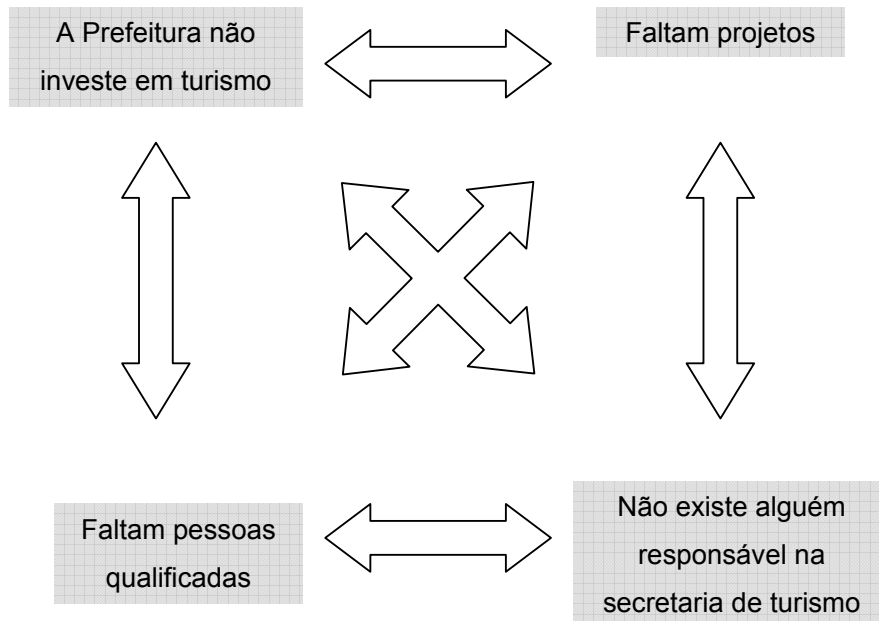 A Prefeitura não
investe em turismo
Faltam projetos
Faltam pessoas
qualificadas
Não existe alguém
responsável na
secretaria de turismo